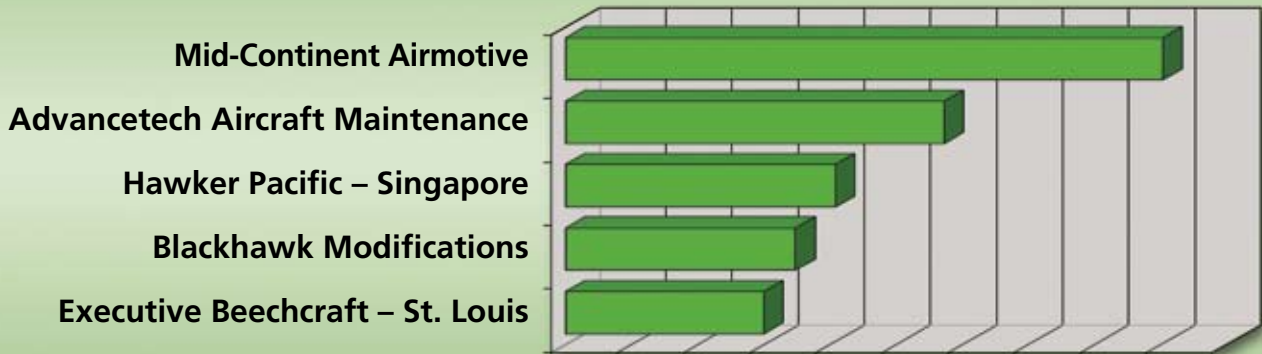 Mid-Continent Airmotive
Advancetech Aircraft Maintenance
Hawker Pacific – Singapore
Blackhawk Modifications
Executive Beechcraft – St. Louis